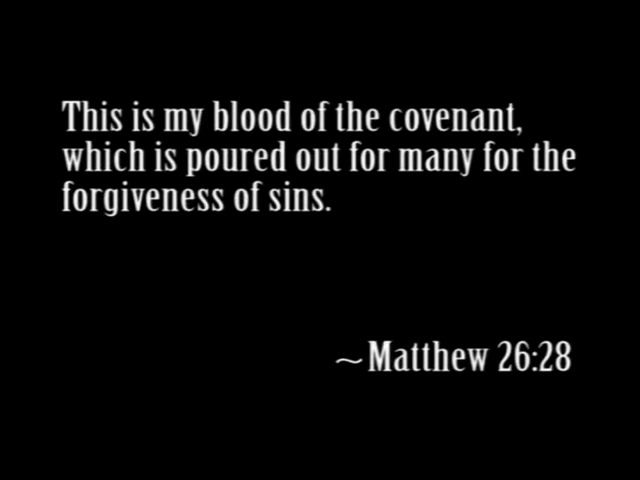 This is my blood of the covenant,
which is poured out for many for the
forgiveness of sins.
~Matthew 26:28